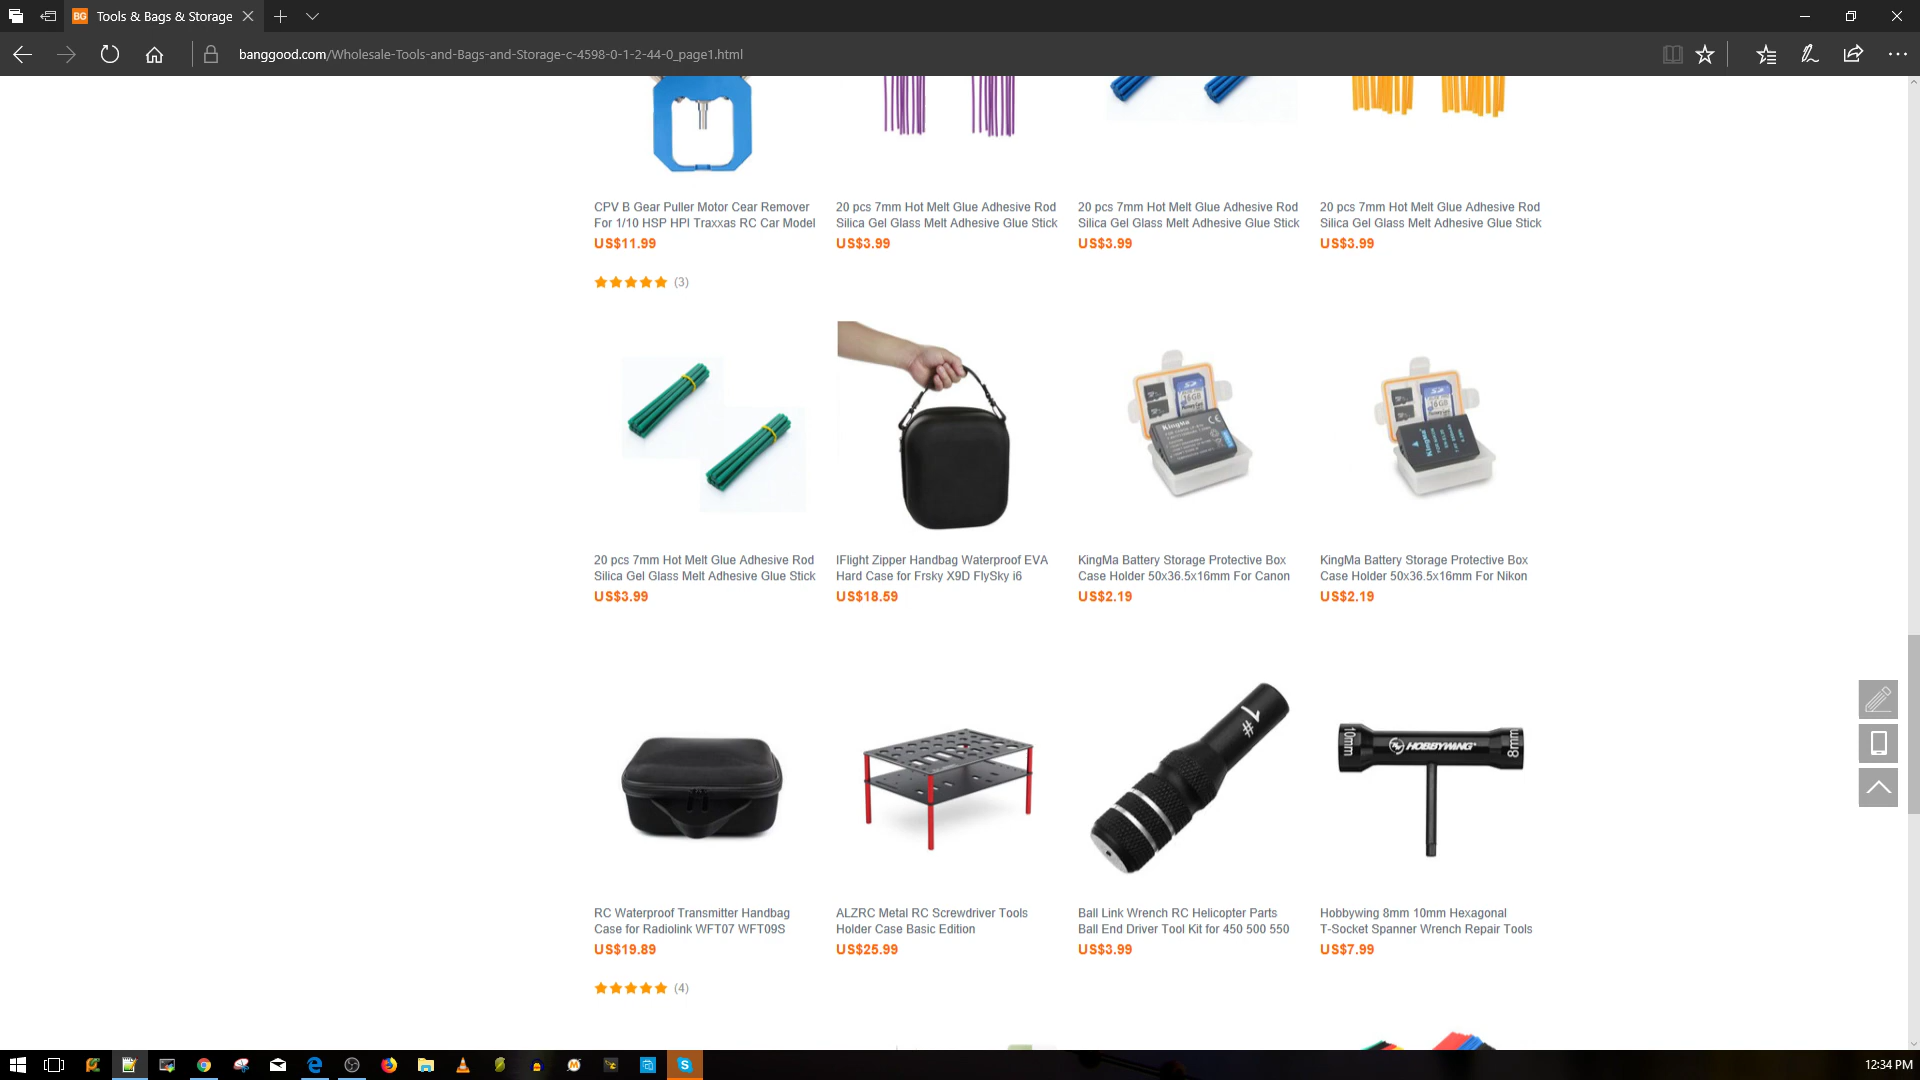 BG Tools & Bags & Storage
banggood.com/Wholesale-Tools-and-Bags-and-Storage-c-4598-0-1-2-44-0_page1.html
CPV B Gear Puller Motor Cear Remover
For 1/10 HSP HPI Traxxas RC Car Model
US$11.99
(3)
20 pcs 7mm Hot Melt Glue Adhesive Rod
Silica Gel Glass Melt Adhesive Glue Stick
US$3.99
20 pcs 7mm Hot Melt Glue Adhesive Rod
Silica Gel Glass Melt Adhesive Glue Stick
US$3.99
20 pcs 7mm Hot Melt Glue Adhesive Rod
Silica Gel Glass Melt Adhesive Glue Stick
US$3.99
20 pcs 7mm Hot Melt Glue Adhesive Rod
Silica Gel Glass Melt Adhesive Glue Stick
US$3.99
IFlight Zipper Handbag Waterproof EVA
Hard Case for Frsky X9D FlySky i6
US$18.59
16GB
KingMa
KingMa Battery Storage Protective Box
Case Holder 50x36.5x16mm For Canon
US$2.19
16GB
KingMa
KingMa Battery Storage Protective Box
Case Holder 50x36.5x16mm For Nikon
US$2.19
RC Waterproof Transmitter Handbag
Case for Radiolink WFT07 WFT09S
US$19.89
(4)
ALZRC Metal RC Screwdriver Tools
Holder Case Basic Edition
US$25.99
1#
Ball Link Wrench RC Helicopter Parts
Ball End Driver Tool Kit for 450 500 550
US$3.99
10mm HOBBYWING 8mm
Hobbywing 8mm 10mm Hexagonal
T-Socket Spanner Wrench Repair Tools
US$7.99
12:34 PM